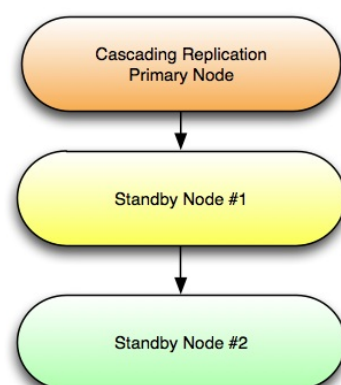 Cascading Replication
Primary Node
Standby Node #1
Standby Node #2